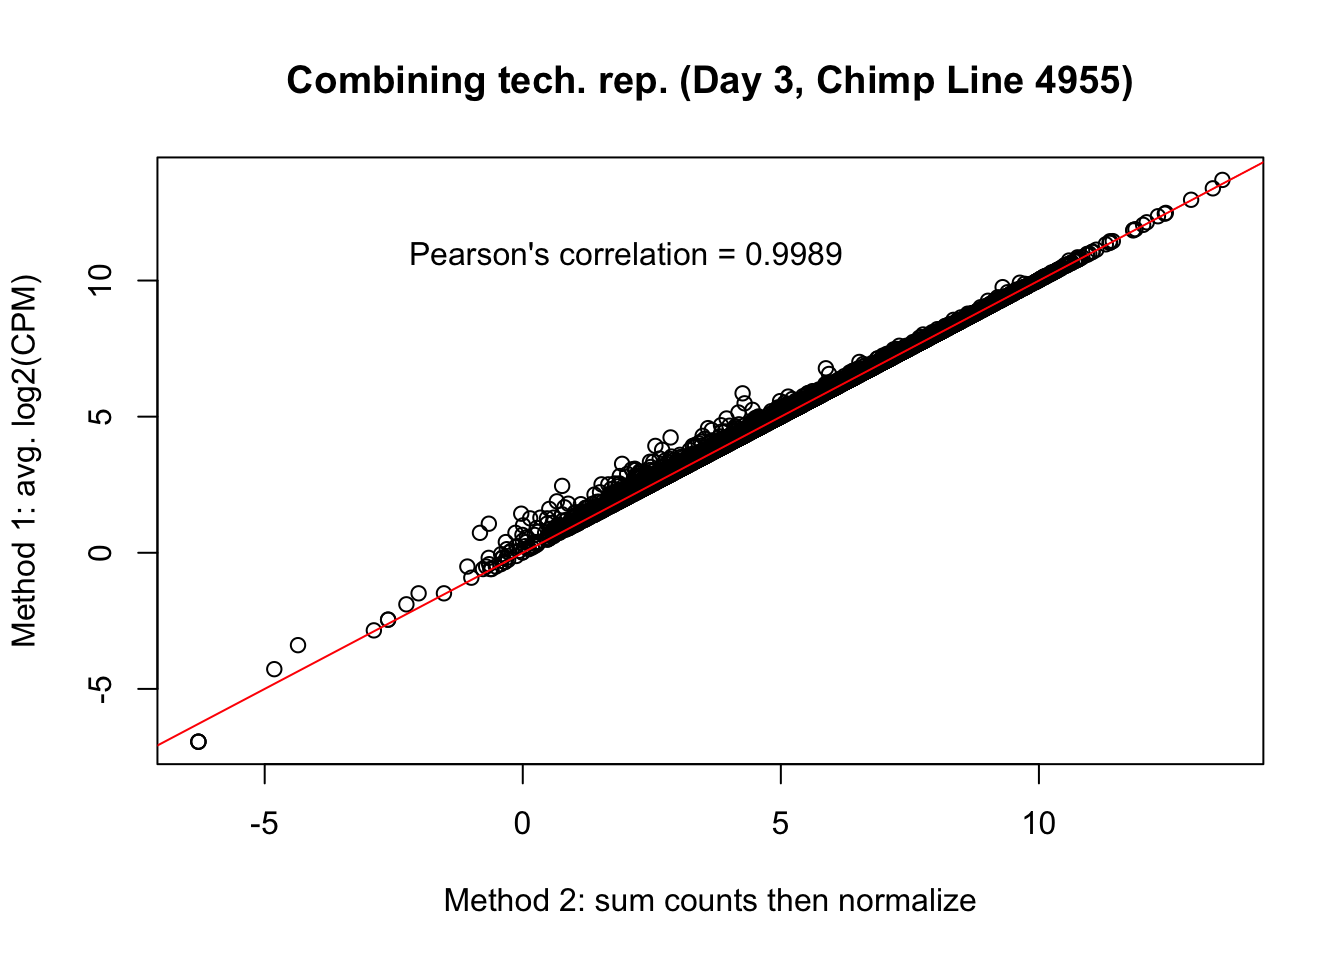 Combining tech. rep. (Day 3, Chimp Line 4955)
Pearson's correlation = 0.9989
Method 1: avg. log2(CPM)
10
5
0
-5
-5 0 5 10
Method 2: sum counts then normalize